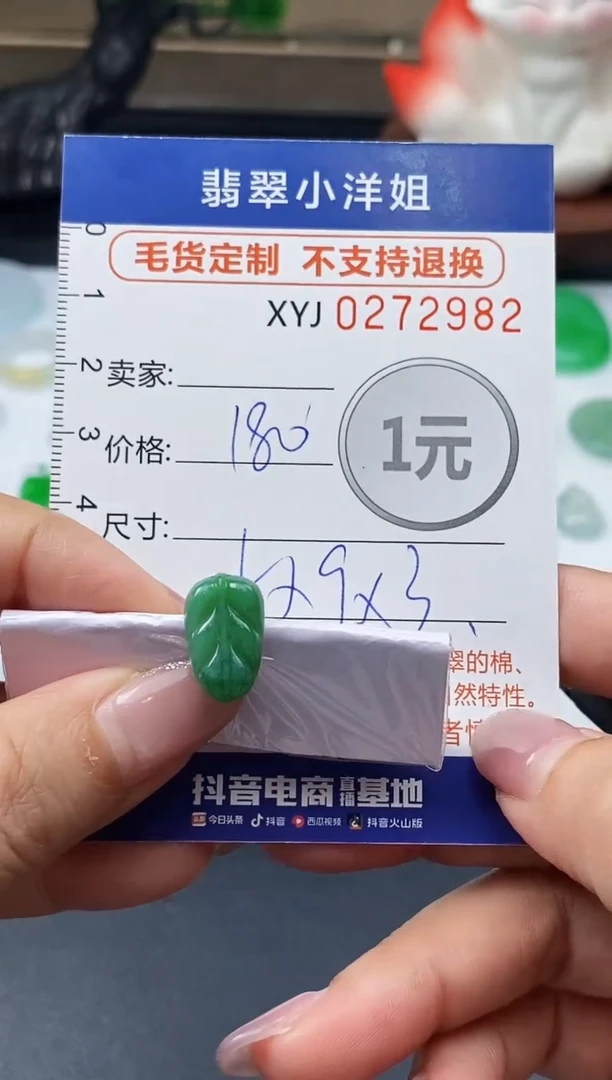 翡翠小洋姐
毛货定制 不支持退换
XYJ 0272982
0
1
2
3
4
卖家:
价格: 180
1元
尺寸:
9x3
翠的棉、
然特性。
者
抖音电商直播基地
今日头条 抖音 西瓜视频 抖音火山版